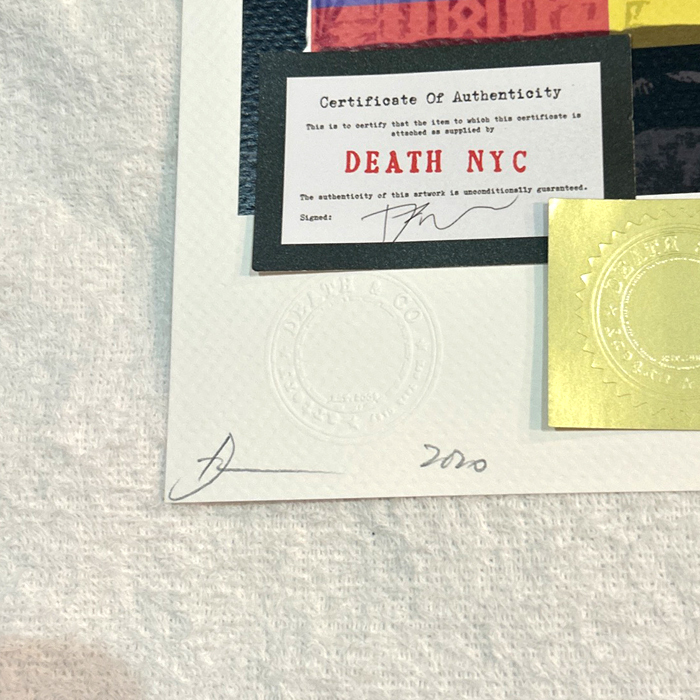 Certificate Of Authenticity
This is to certify that the item to which this certificate is
attached as supplied by
DEATH NYC
The authenticity of this artwork is unconditionally guaranteed.
Signed:
DEATH & CO
DEATH
2020